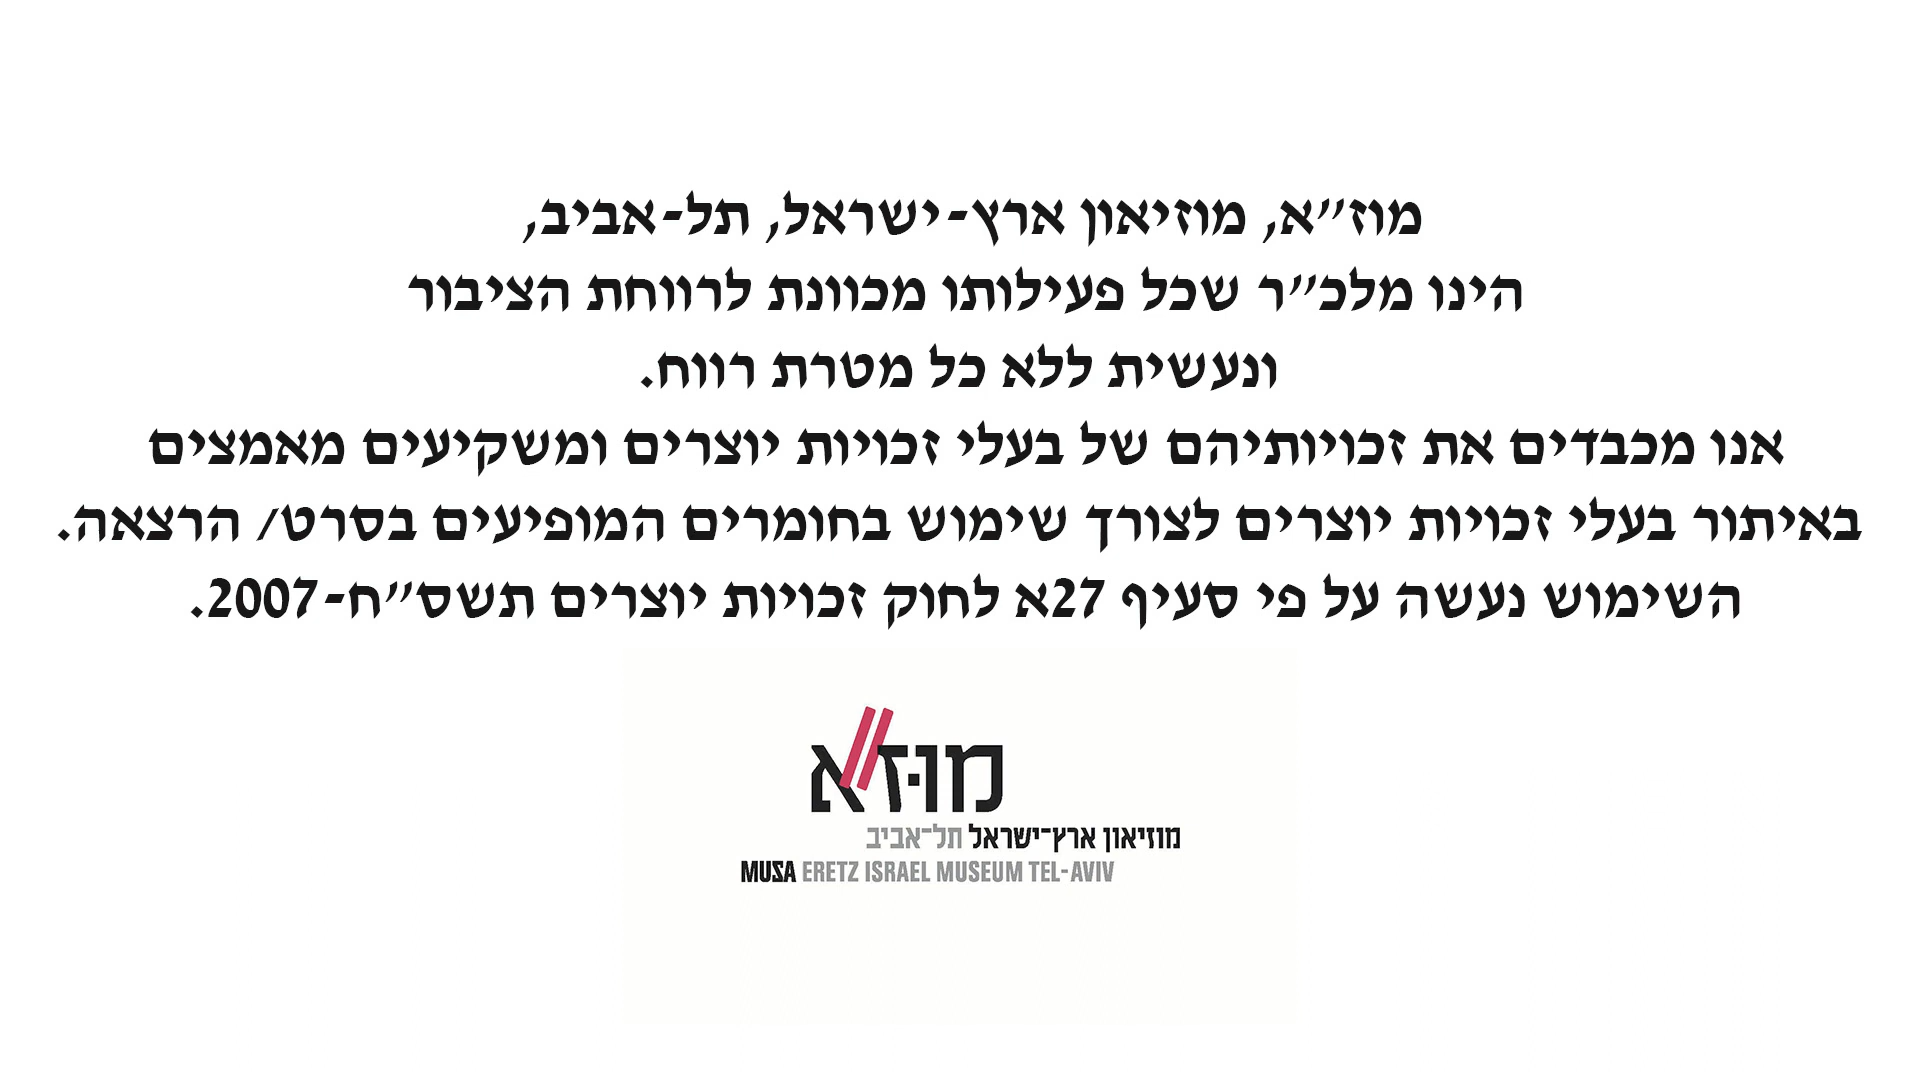 מוז״א, מוזיאון ארץ-ישראל, תל-אביב,
הינו מלכ״ר שכל פעילותו מכוונת לרווחת הציבור
ונעשית ללא כל מטרת רווח.
אנו מכבדים את זכויותיהם של בעלי זכויות יוצרים ומשקיעים מאמצים
באיתור בעלי זכויות יוצרים לצורך שימוש בחומרים המופיעים בסרט/ הרצאה.
השימוש נעשה על פי סעיף 27א לחוק זכויות יוצרים תשס״ח-2007.
מוּז״א
מוזיאון ארץ-ישראל תל-אביב
MUZA ERETZ ISRAEL MUSEUM TEL-AVIV